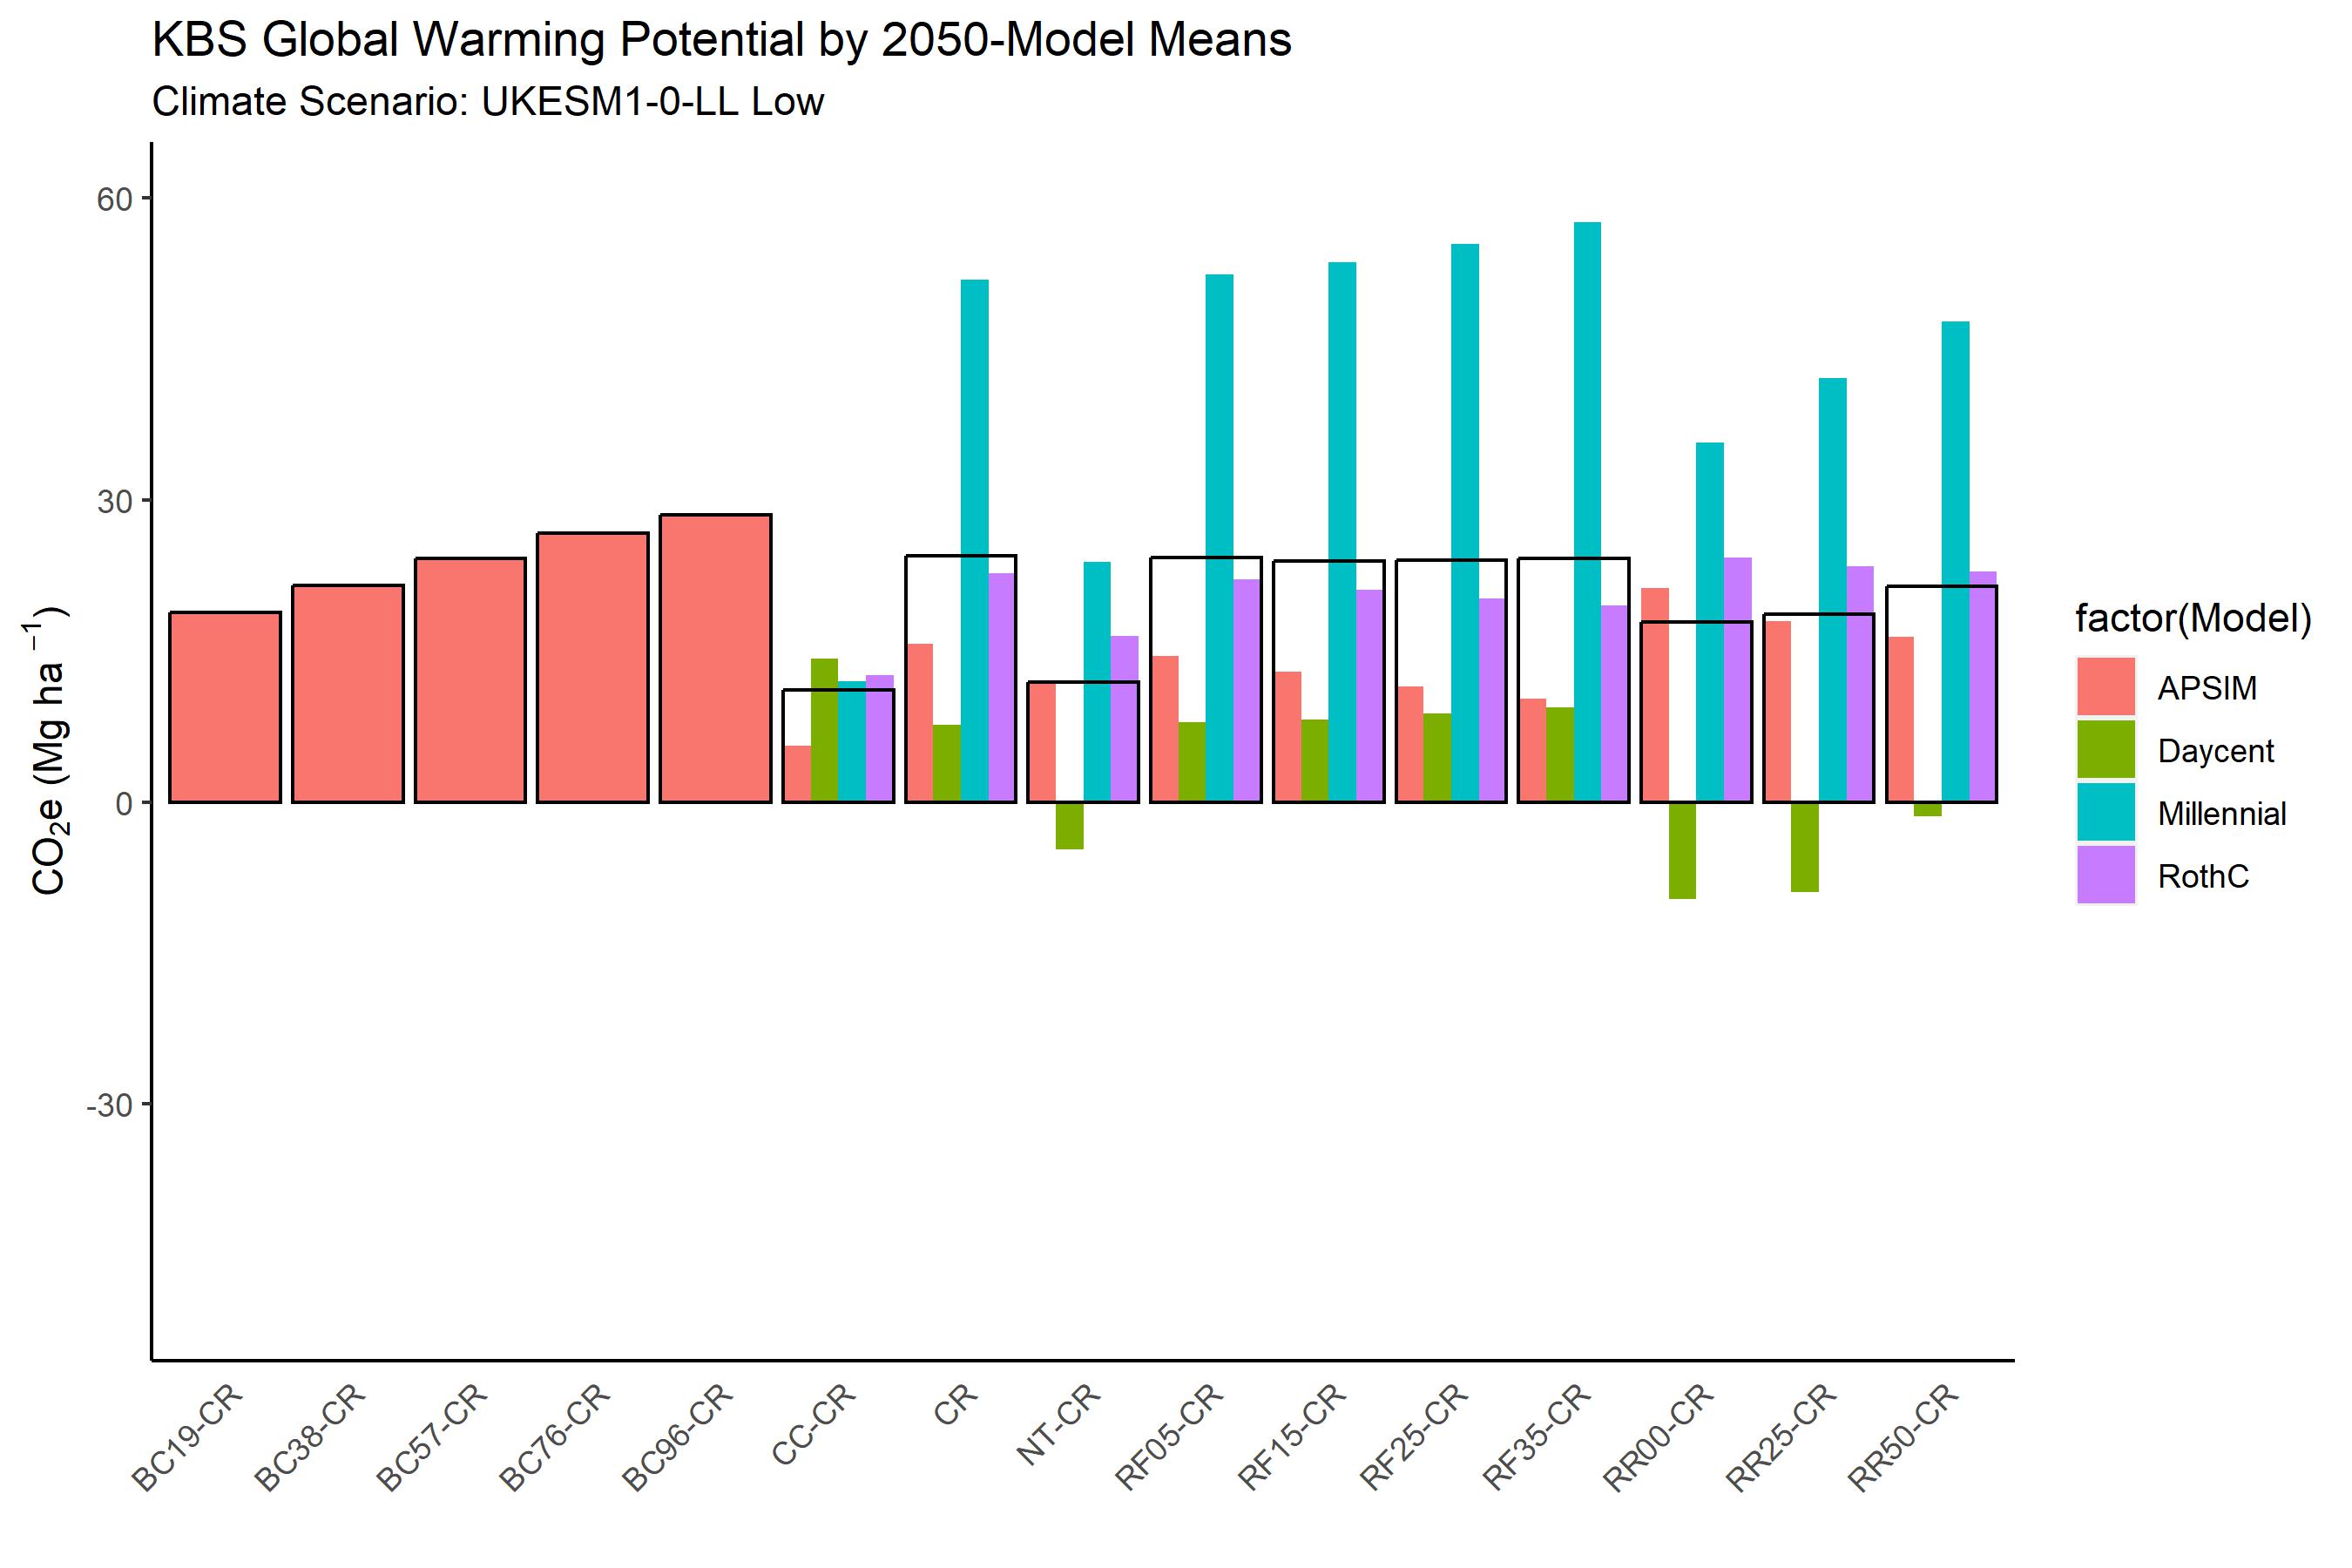 KBS Global Warming Potential by 2050-Model Means
Climate Scenario: UKESM1-0-LL Low
CO₂e (Mg ha ⁻¹)
60
30
0
-30
BC19-CR
BC38-CR
BC57-CR
BC76-CR
BC96-CR
CC-CR
CR
NT-CR
RF05-CR
RF15-CR
RF25-CR
RF35-CR
RR00-CR
RR25-CR
RR50-CR
factor(Model)
APSIM
Daycent
Millennial
RothC